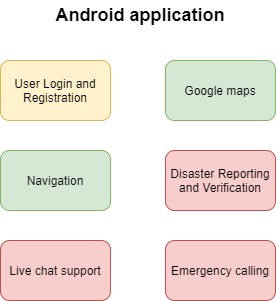 Android application
User Login and
Registration
Google maps
Navigation
Disaster Reporting
and Verification
Live chat support
Emergency calling